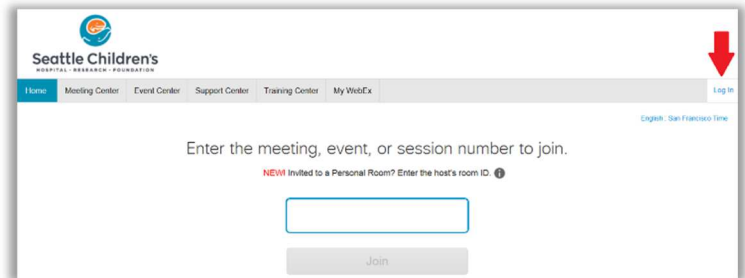 Seattle Children's
HOSPITAL • RESEARCH • FOUNDATION
Home Meeting Center Event Center Support Center Training Center My WebEx Log In
English : San Francisco Time
Enter the meeting, event, or session number to join.
NEW! Invited to a Personal Room? Enter the host's room ID.
Join